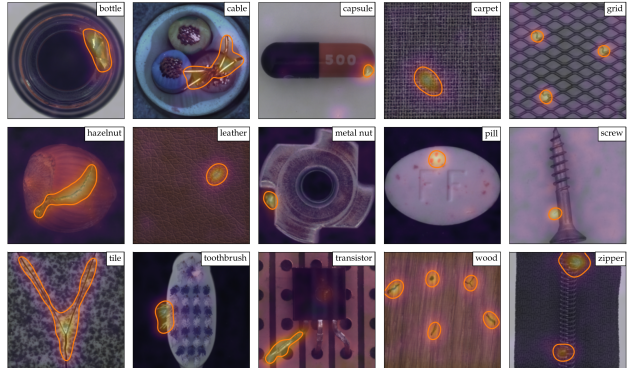 bottle
cable
capsule
carpet
grid
500
hazelnut
leather
metal nut
pill
screw
FF
tile
toothbrush
transistor
wood
zipper